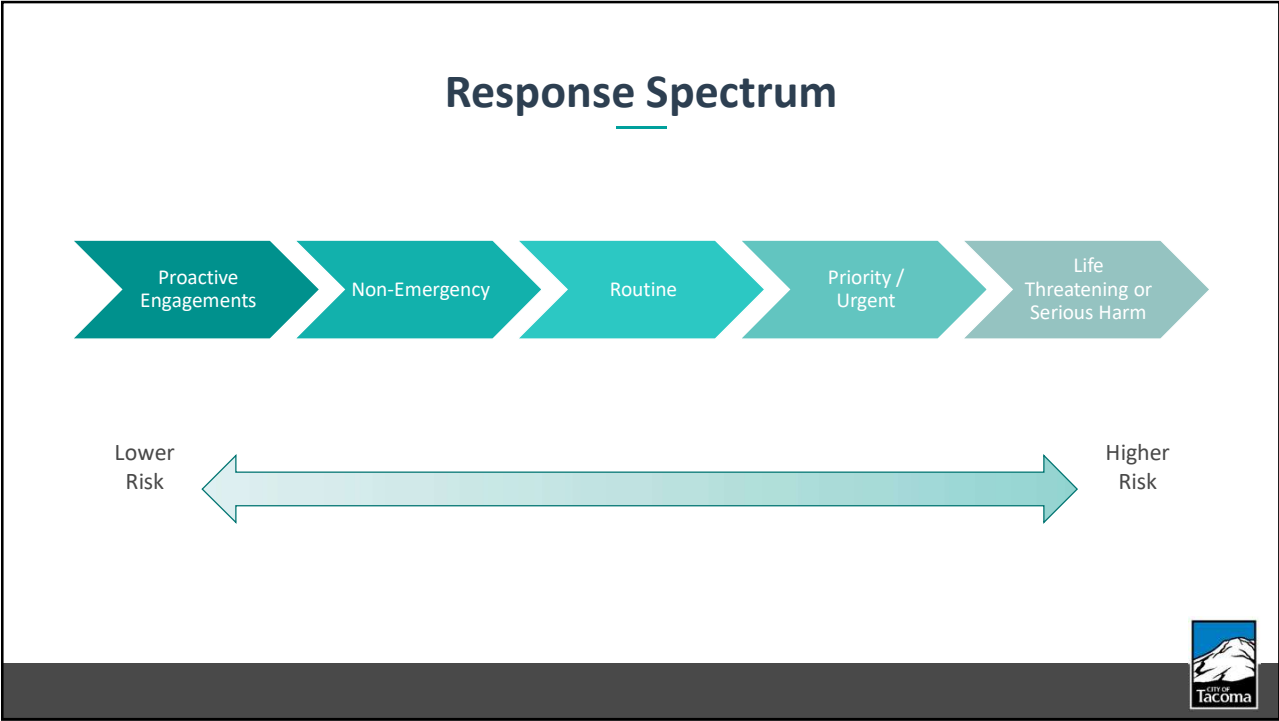 Response Spectrum
Proactive
Engagements
Non-Emergency
Routine
Priority /
Urgent
Life
Threatening or
Serious Harm
Lower
Risk
Higher
Risk
CITY OF
Tacoma